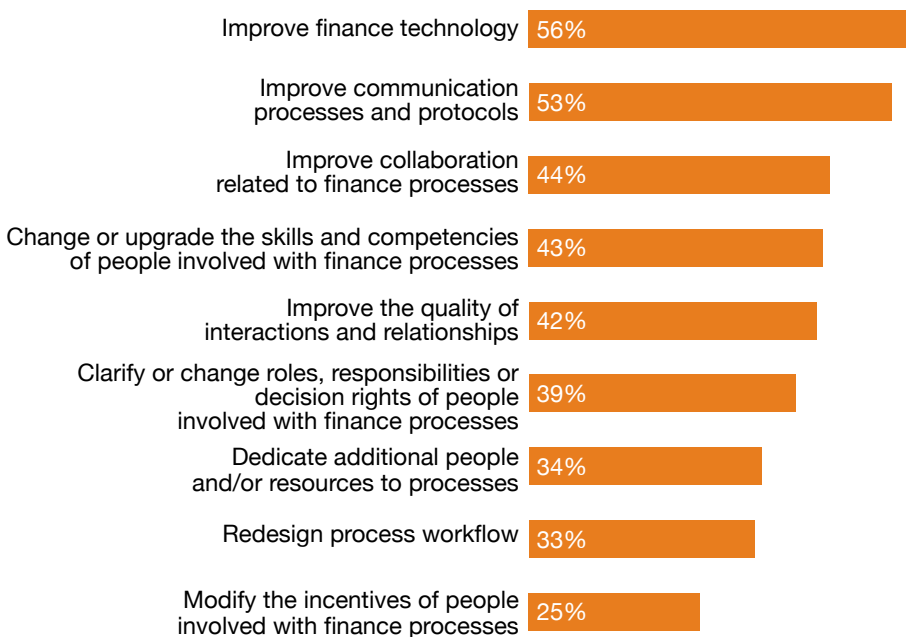 Improve finance technology 56%
Improve communication
processes and protocols 53%
Improve collaboration
related to finance processes 44%
Change or upgrade the skills and competencies
of people involved with finance processes 43%
Improve the quality of
interactions and relationships 42%
Clarify or change roles, responsibilities or
decision rights of people
involved with finance processes 39%
Dedicate additional people
and/or resources to processes 34%
Redesign process workflow 33%
Modify the incentives of people
involved with finance processes 25%